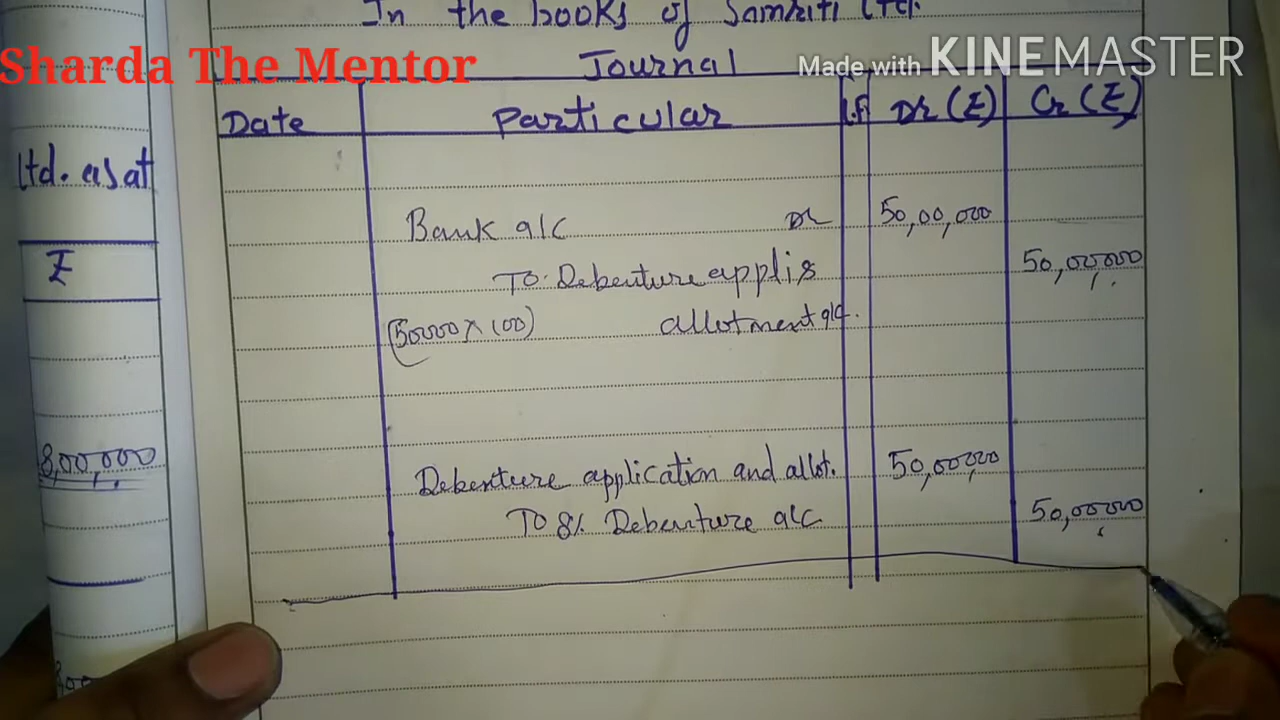 In the books of Samriti Ltd.
Sharda The Mentor
Journal
Made with KINEMASTER
Date Particular L.F Dr (₹) Cr (₹)
Ltd. as at
₹
Bank a/c Dr 50,00,000
To Debenture appli &
50,00,000
(50000 X 100) allotment a/c.
8,00,000
Debenture application and allot. 50,00,000
To 8% Debenture a/c 50,00,000